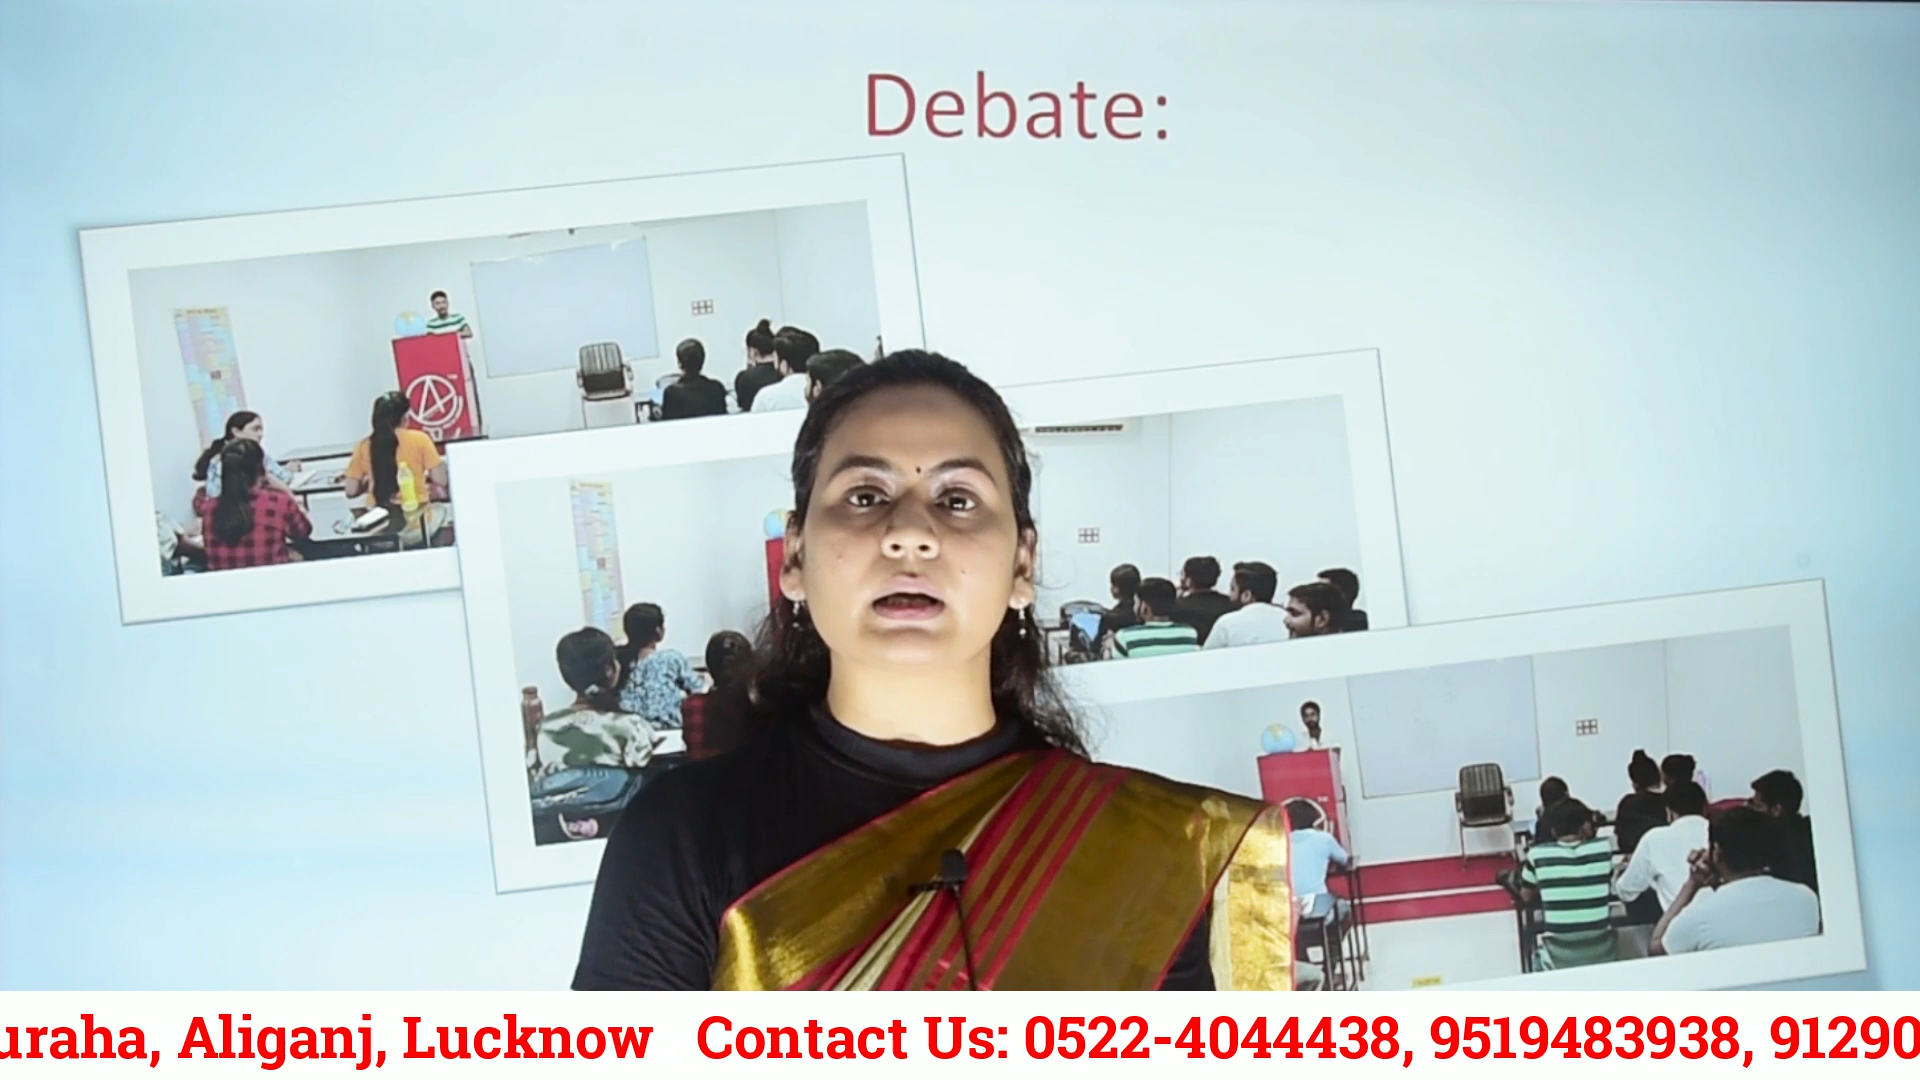 Debate:
uraha, Aliganj, Lucknow Contact Us: 0522-4044438, 9519483938, 91290